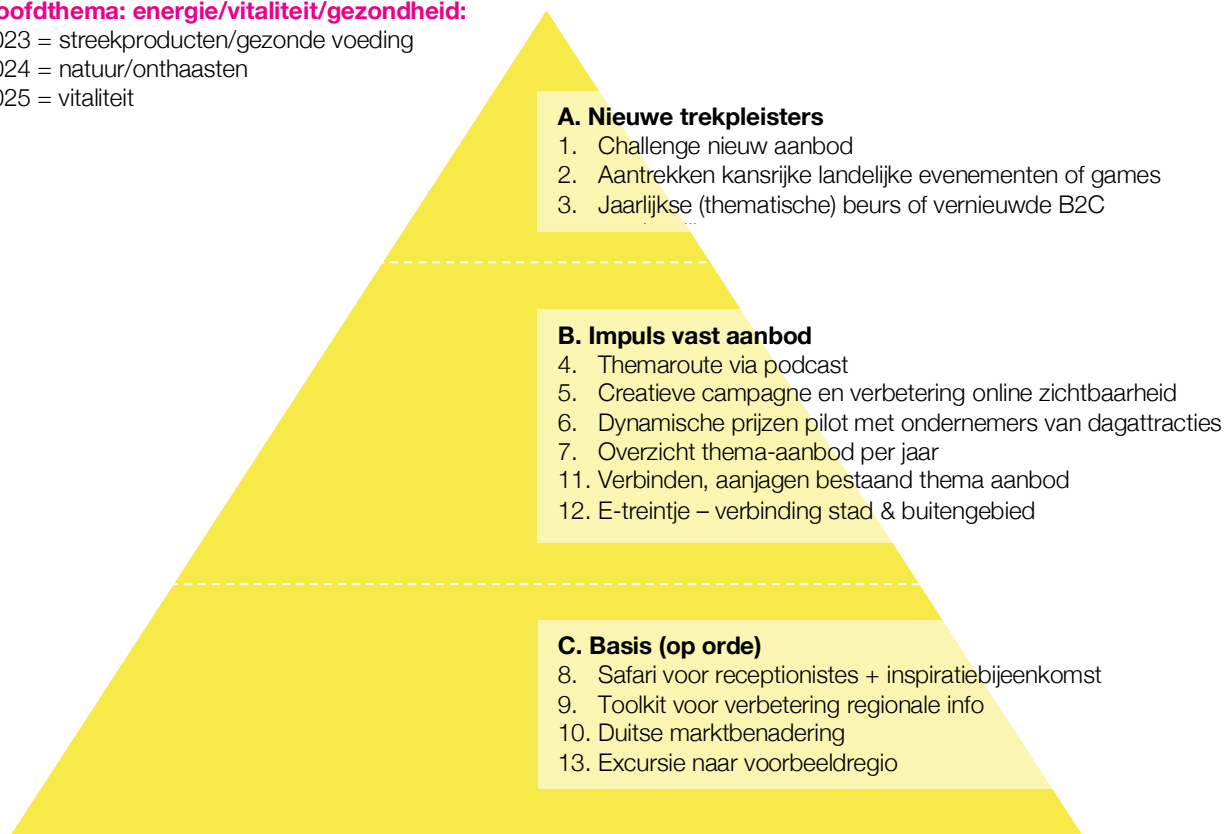 oofdthema: energie/vitaliteit/gezondheid:
023 = streekproducten/gezonde voeding
024 = natuur/onthaasten
025 = vitaliteit
A. Nieuwe trekpleisters
1. Challenge nieuw aanbod
2. Aantrekken kansrijke landelijke evenementen of games
3. Jaarlijkse (thematische) beurs of vernieuwde B2C
B. Impuls vast aanbod
4. Themaroute via podcast
5. Creatieve campagne en verbetering online zichtbaarheid
6. Dynamische prijzen pilot met ondernemers van dagattracties
7. Overzicht thema-aanbod per jaar
11. Verbinden, aanjagen bestaand thema aanbod
12. E-treintje – verbinding stad & buitengebied
C. Basis (op orde)
8. Safari voor receptionistes + inspiratiebijeenkomst
9. Toolkit voor verbetering regionale info
10. Duitse marktbenadering
13. Excursie naar voorbeeldregio